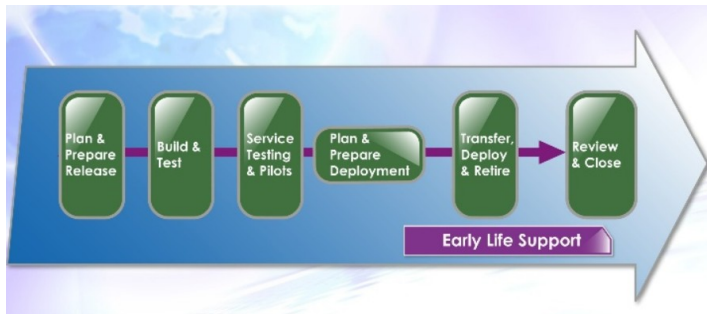 Plan &
Prepare
Release
Build &
Test
Service
Testing
& Pilots
Plan &
Prepare
Deployment
Transfer,
Deploy
& Retire
Review
& Close
Early Life Support